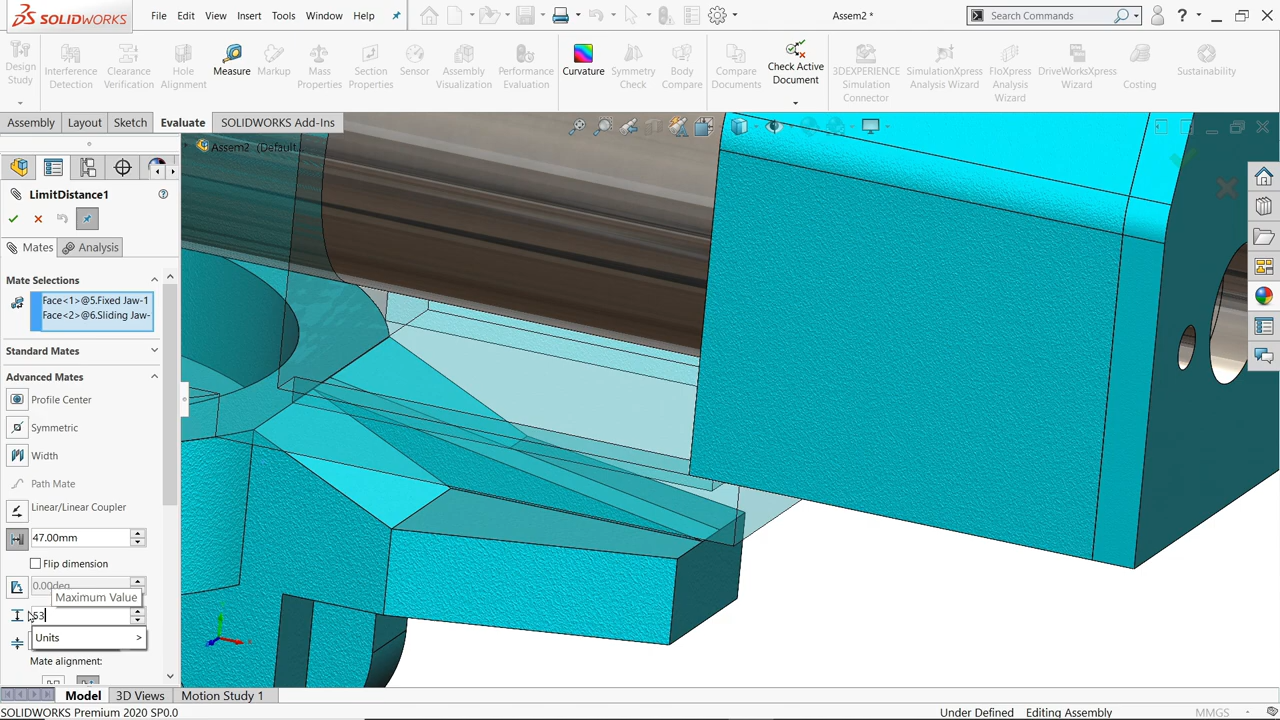 SOLIDWORKS
File Edit View Insert Tools Window Help
Assem2 *
Search Commands
?
Design Study
Interference Detection
Clearance Verification
Hole Alignment
Measure
Markup
Mass Properties
Section Properties
Sensor
Assembly Visualization
Performance Evaluation
Curvature
Symmetry Check
Body Compare
Compare Documents
Check Active Document
3DEXPERIENCE Simulation Connector
SimulationXpress Analysis Wizard
FloXpress Analysis Wizard
DriveWorksXpress Wizard
Costing
Sustainability
Assembly Layout Sketch Evaluate SOLIDWORKS Add-Ins
Assem2 (Default...
LimitDistance1
Mates Analysis
Mate Selections
Face<1>@5.Fixed Jaw-1
Face<2>@6.Sliding Jaw-
Standard Mates
Advanced Mates
Profile Center
Symmetric
Width
Path Mate
Linear/Linear Coupler
47.00mm
Flip dimension
0.00deg
Maximum Value
53
Units >
Mate alignment:
Model 3D Views Motion Study 1
SOLIDWORKS Premium 2020 SP0.0
Under Defined Editing Assembly MMGS